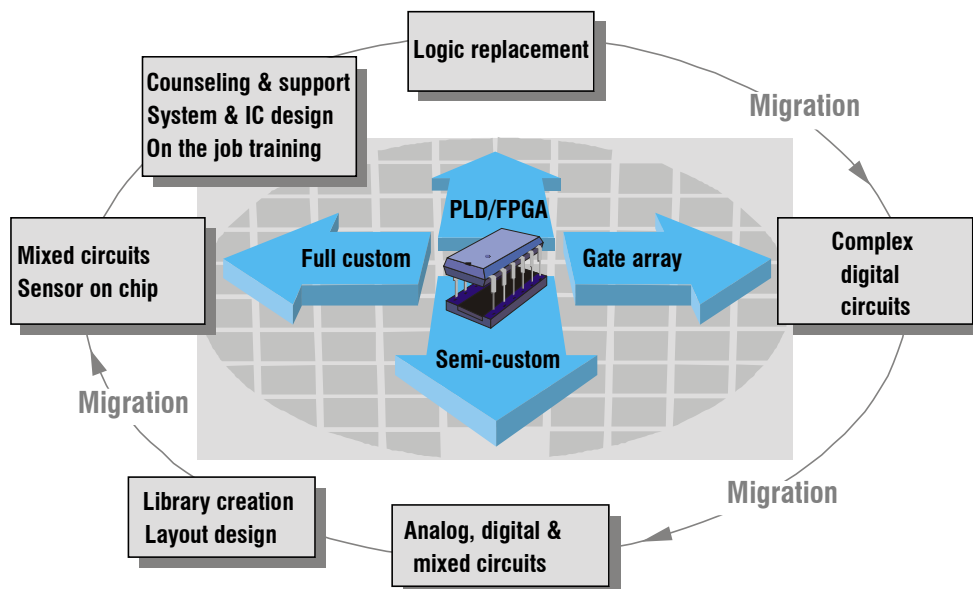 Logic replacement
Counseling & support
System & IC design
On the job training
Migration
PLD/FPGA
Mixed circuits
Sensor on chip
Full custom
Gate array
Complex
digital
circuits
Semi-custom
Migration
Migration
Library creation
Layout design
Analog, digital &
mixed circuits